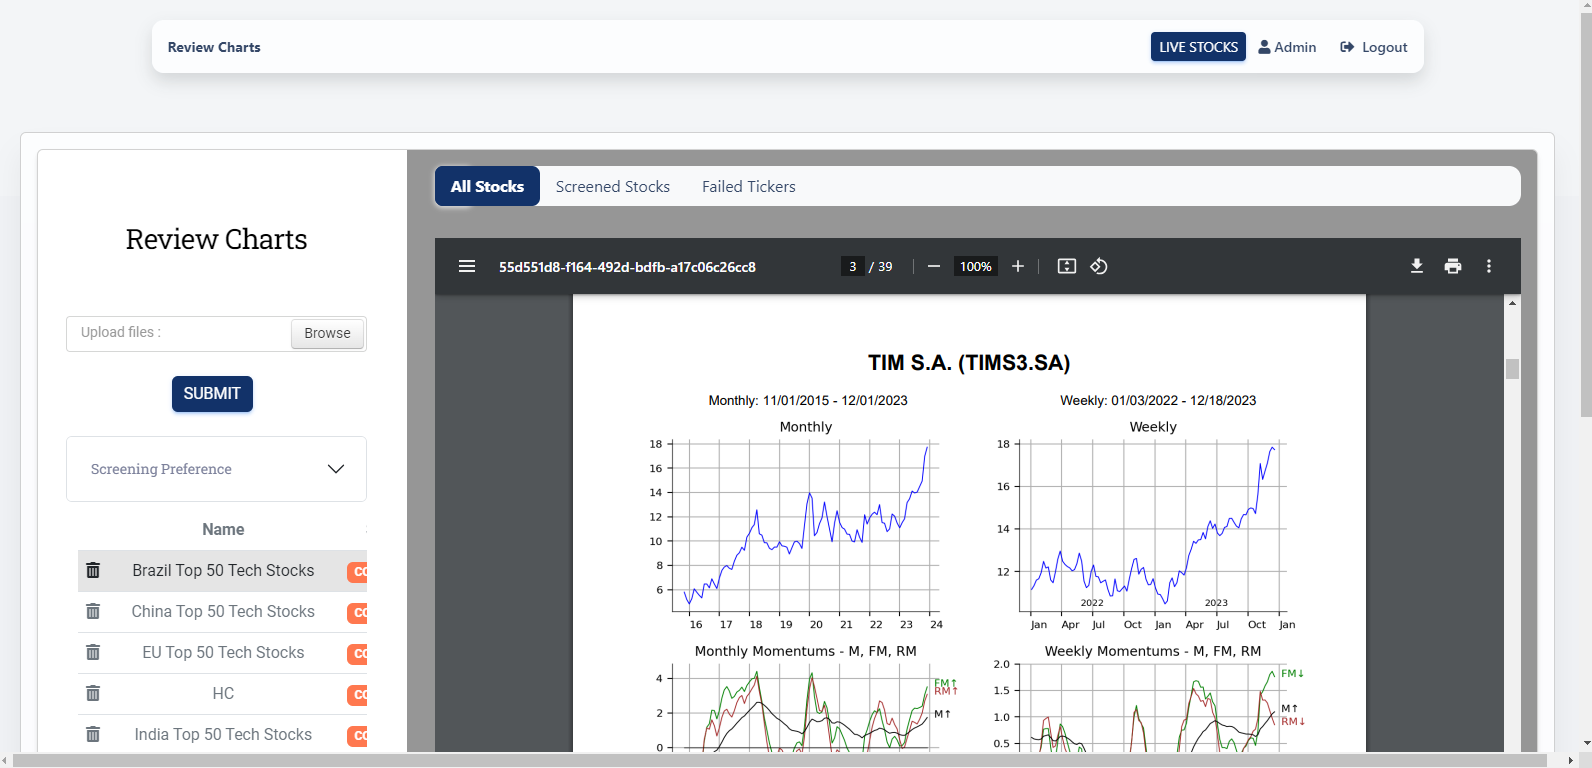 Review Charts
LIVE STOCKS
Admin
Logout
Review Charts
Upload files :
Browse
SUBMIT
Screening Preference
Name
Brazil Top 50 Tech Stocks
China Top 50 Tech Stocks
EU Top 50 Tech Stocks
HC
India Top 50 Tech Stocks
All Stocks
Screened Stocks
Failed Tickers
55d551d8-f164-492d-bdfb-a17c06c26cc8
3 / 39
100%
TIM S.A. (TIMS3.SA)
Monthly: 11/01/2015 - 12/01/2023
Monthly
18
16
14
12
10
8
6
16 17 18 19 20 21 22 23 24
Weekly: 01/03/2022 - 12/18/2023
Weekly
18
16
14
12
2022 2023
Jan Apr Jul Oct Jan Apr Jul Oct Jan
Monthly Momentums - M, FM, RM
4
2
0
FM↑
RM↑
M↑
Weekly Momentums - M, FM, RM
2.0
1.5
1.0
0.5
FM↓
M↑
RM↓